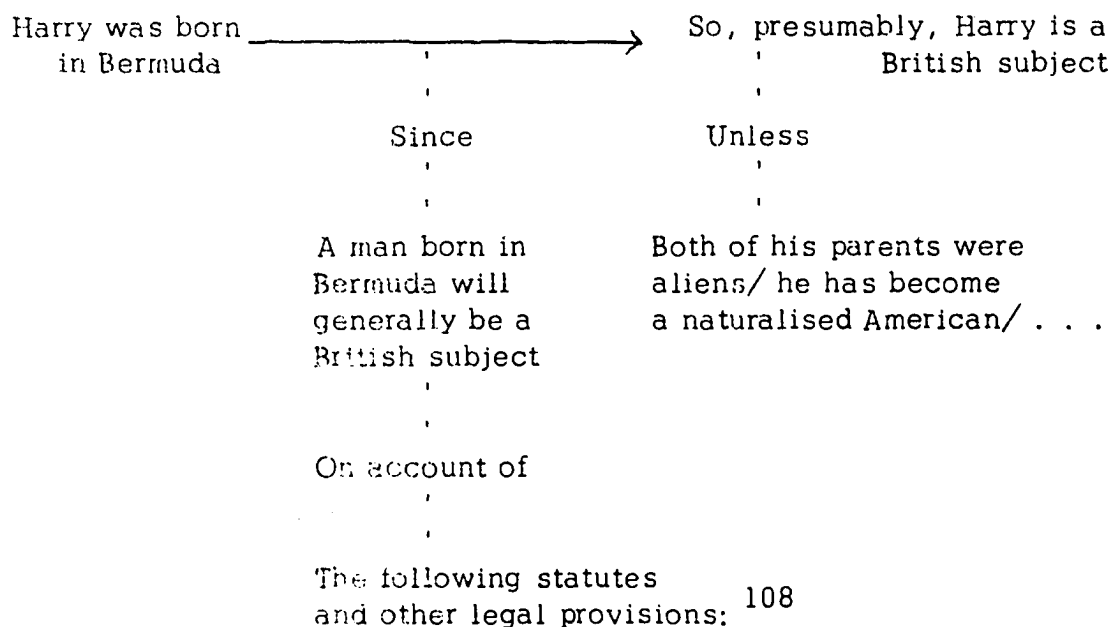 Harry was born
in Bermuda
So, presumably, Harry is a
British subject
Since
Unless
A man born in
Bermuda will
generally be a
British subject
Both of his parents were
aliens/ he has become
a naturalised American/ . . .
On account of
The following statutes
and other legal provisions: 108